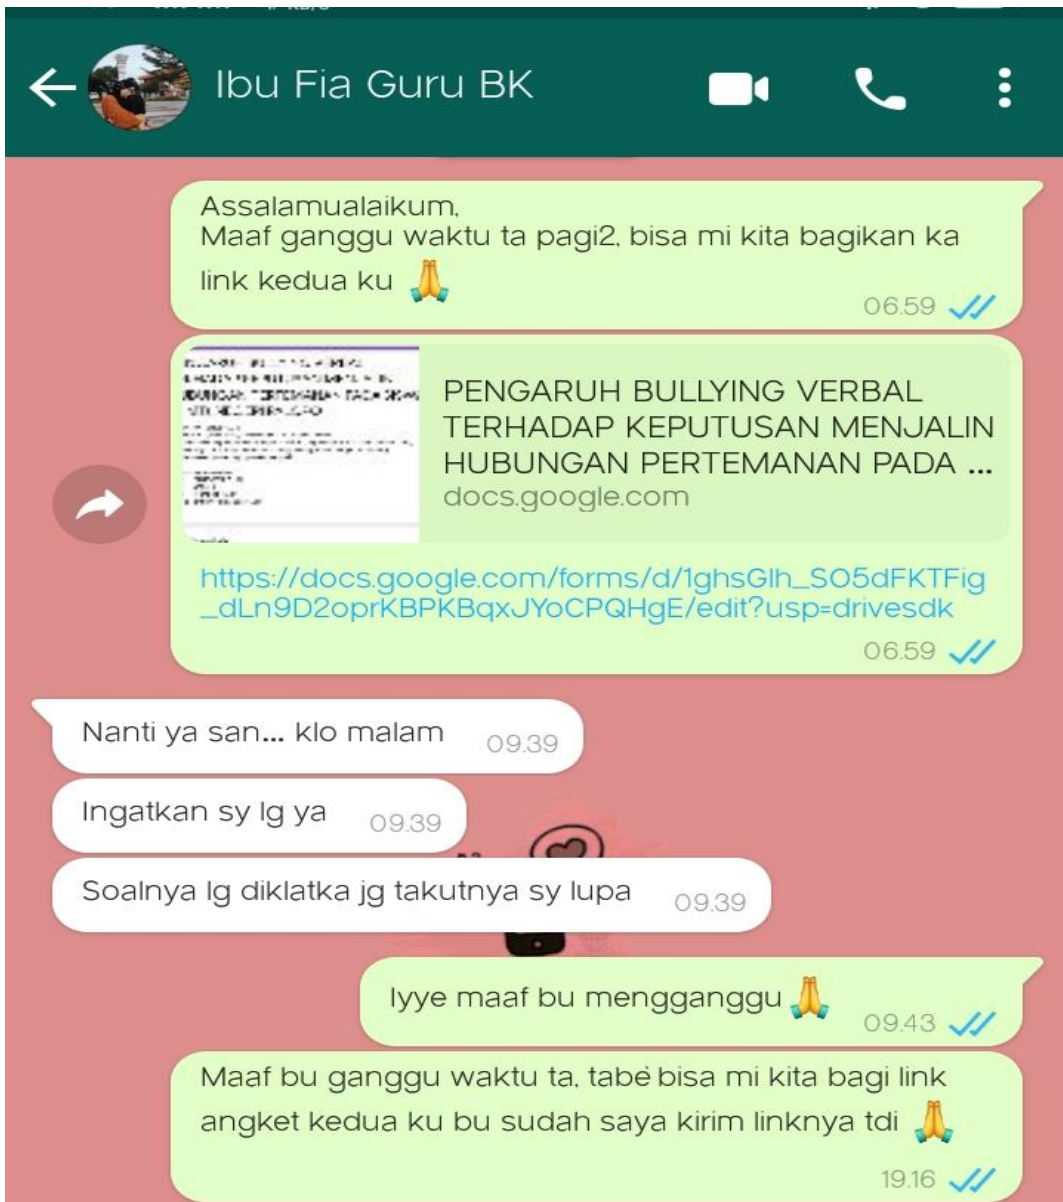 Ibu Fia Guru BK
Assalamualaikum,
Maaf ganggu waktu ta pagi2, bisa mi kita bagikan ka
link kedua ku 🙏
06.59
PENGARUH BULLYING VERBAL
TERHADAP KEPUTUSAN MENJALIN
HUBUNGAN PERTEMANAN PADA ...
docs.google.com
https://docs.google.com/forms/d/1ghsGlh_SO5dFKTFig
_dLn9D2oprKBPKBqxJYoCPQHgE/edit?usp=drivesdk
06.59
Nanti ya san... klo malam 09.39
Ingatkan sy lg ya 09.39
Soalnya lg diklatka jg takutnya sy lupa 09.39
Iyye maaf bu mengganggu 🙏 09.43
Maaf bu ganggu waktu ta, tabe' bisa mi kita bagi link
angket kedua ku bu sudah saya kirim linknya tdi 🙏
19.16